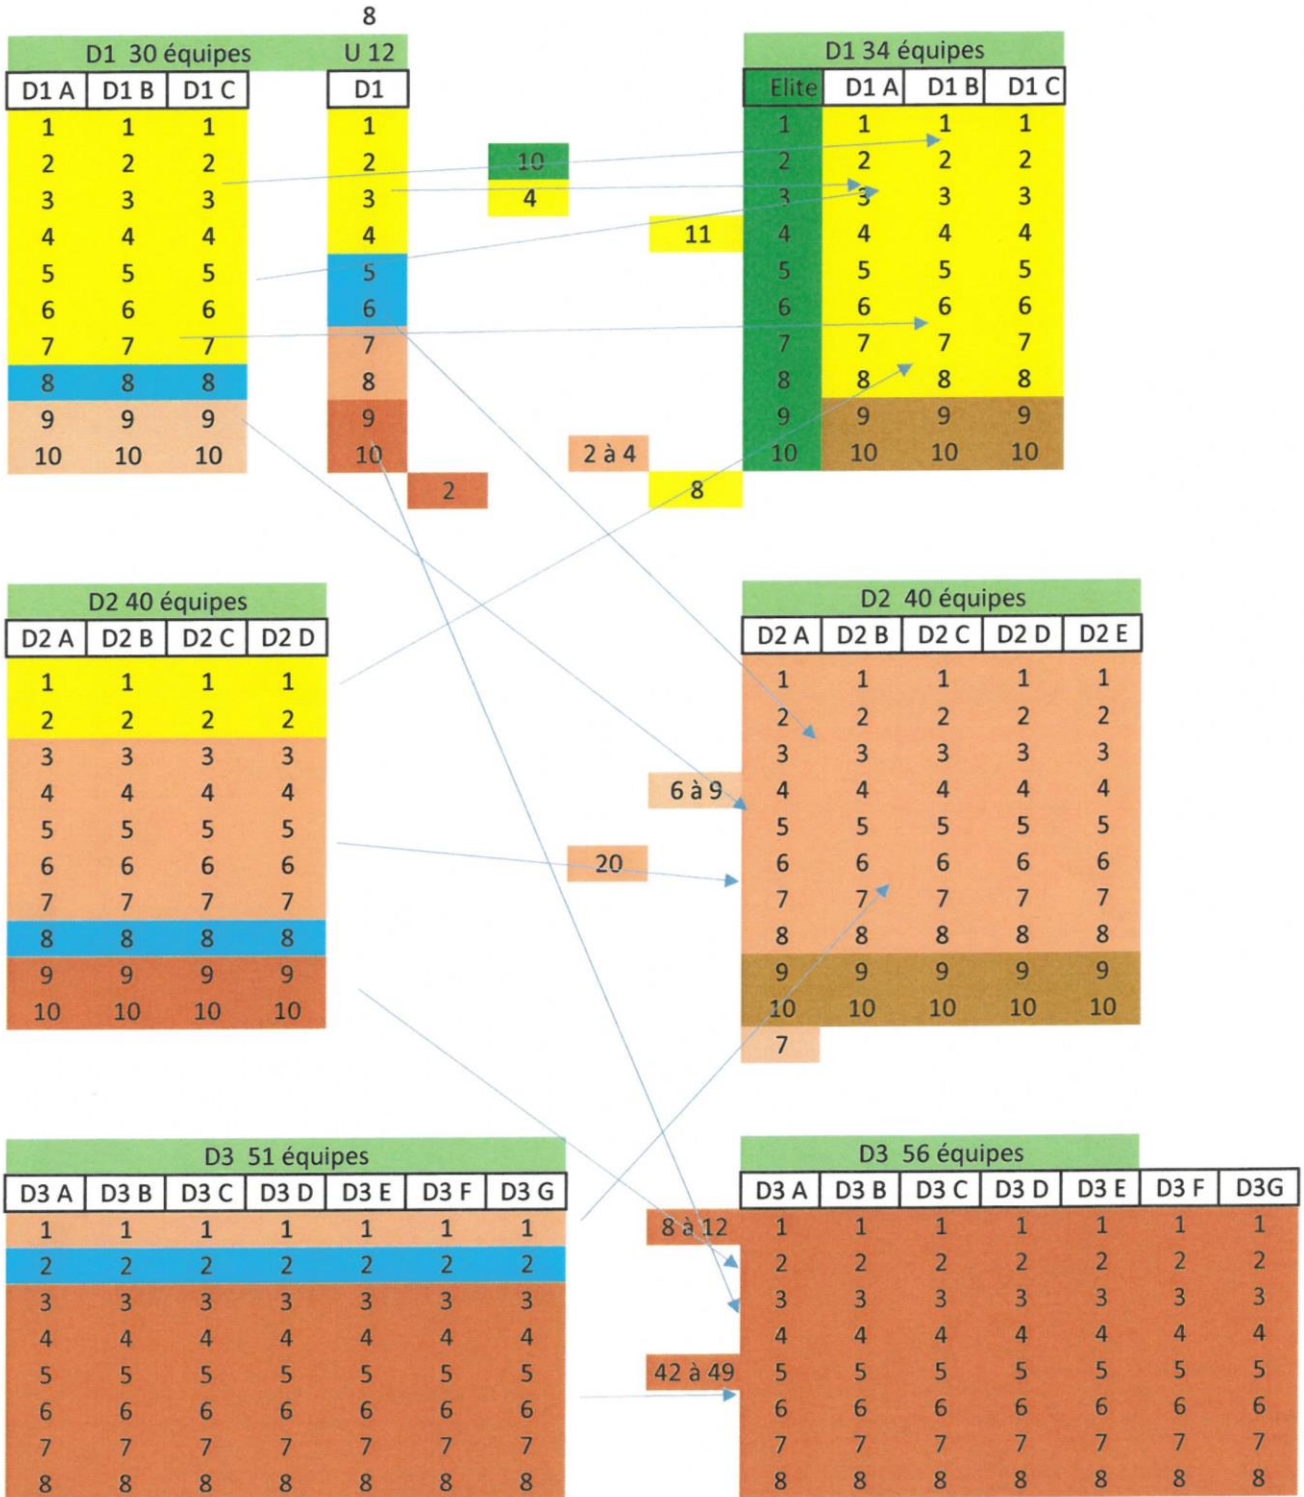 8
D1 30 équipes U 12
D1 A D1 B D1 C D1
1 1 1 1
2 2 2 2
3 3 3 3
4 4 4 4
5 5 5 5
6 6 6 6
7 7 7 7
8 8 8 8
9 9 9 9
10 10 10 10
2
10
4
11
2 à 4
8
D1 34 équipes
Elite D1 A D1 B D1 C
1 1 1 1
2 2 2 2
3 3 3 3
4 4 4 4
5 5 5 5
6 6 6 6
7 7 7 7
8 8 8 8
9 9 9 9
10 10 10 10
D2 40 équipes
D2 A D2 B D2 C D2 D
1 1 1 1
2 2 2 2
3 3 3 3
4 4 4 4
5 5 5 5
6 6 6 6
7 7 7 7
8 8 8 8
9 9 9 9
10 10 10 10
6 à 9
20
D2 40 équipes
D2 A D2 B D2 C D2 D D2 E
1 1 1 1 1
2 2 2 2 2
3 3 3 3 3
4 4 4 4 4
5 5 5 5 5
6 6 6 6 6
7 7 7 7 7
8 8 8 8 8
9 9 9 9 9
10 10 10 10 10
7
D3 51 équipes
D3 A D3 B D3 C D3 D D3 E D3 F D3 G
1 1 1 1 1 1 1
2 2 2 2 2 2 2
3 3 3 3 3 3 3
4 4 4 4 4 4 4
5 5 5 5 5 5 5
6 6 6 6 6 6 6
7 7 7 7 7 7 7
8 8 8 8 8 8 8
8 à 12
42 à 49
D3 56 équipes
D3 A D3 B D3 C D3 D D3 E D3 F D3G
1 1 1 1 1 1 1
2 2 2 2 2 2 2
3 3 3 3 3 3 3
4 4 4 4 4 4 4
5 5 5 5 5 5 5
6 6 6 6 6 6 6
7 7 7 7 7 7 7
8 8 8 8 8 8 8